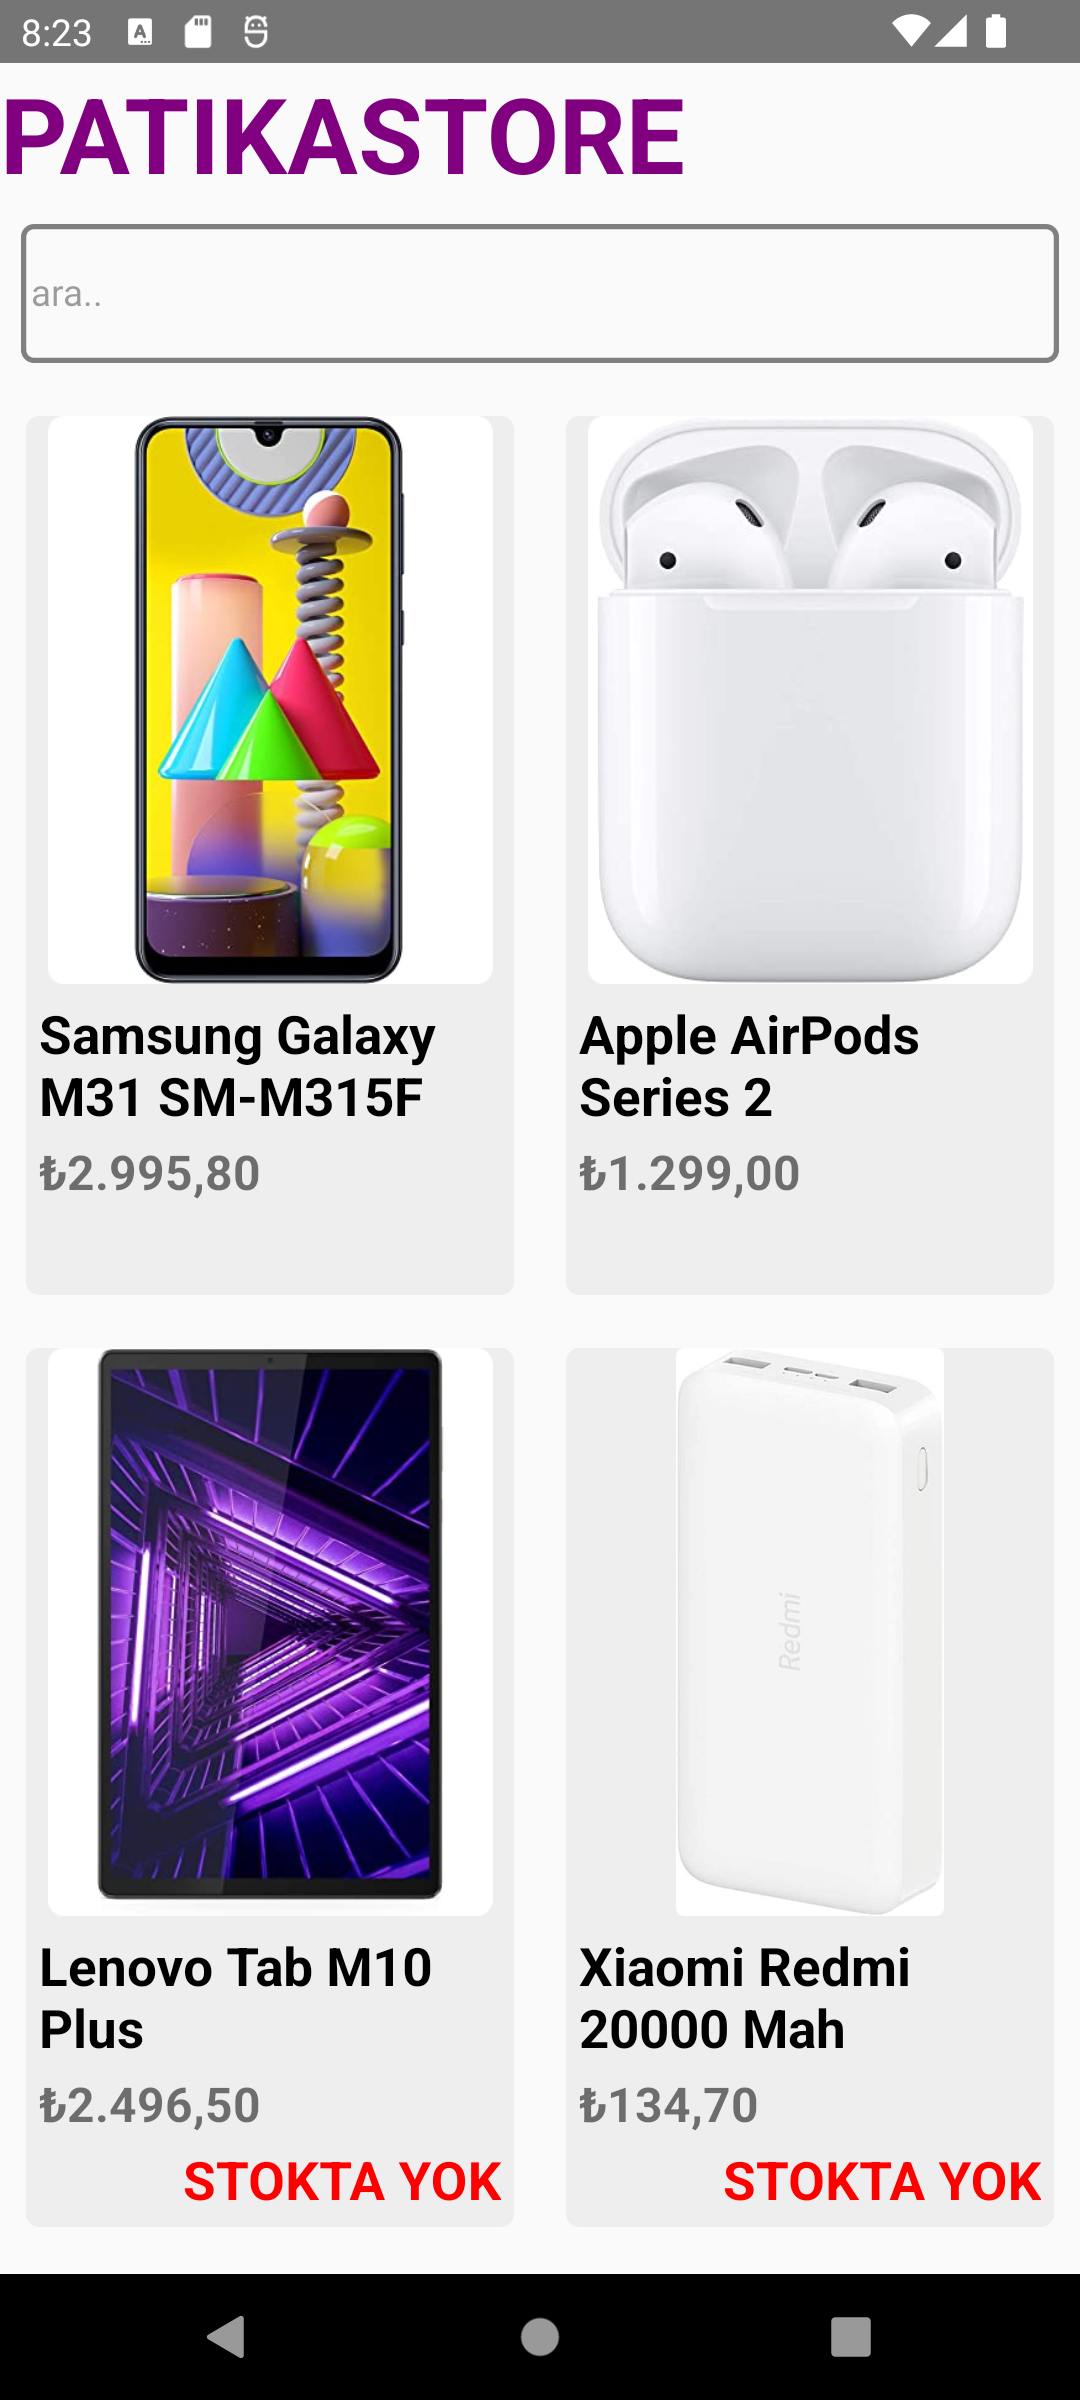 8:23
PATIKASTORE
ara..
Samsung Galaxy
M31 SM-M315F
₺2.995,80
Apple AirPods
Series 2
₺1.299,00
Redmi
Lenovo Tab M10
Plus
₺2.496,50
STOKTA YOK
Xiaomi Redmi
20000 Mah
₺134,70
STOKTA YOK